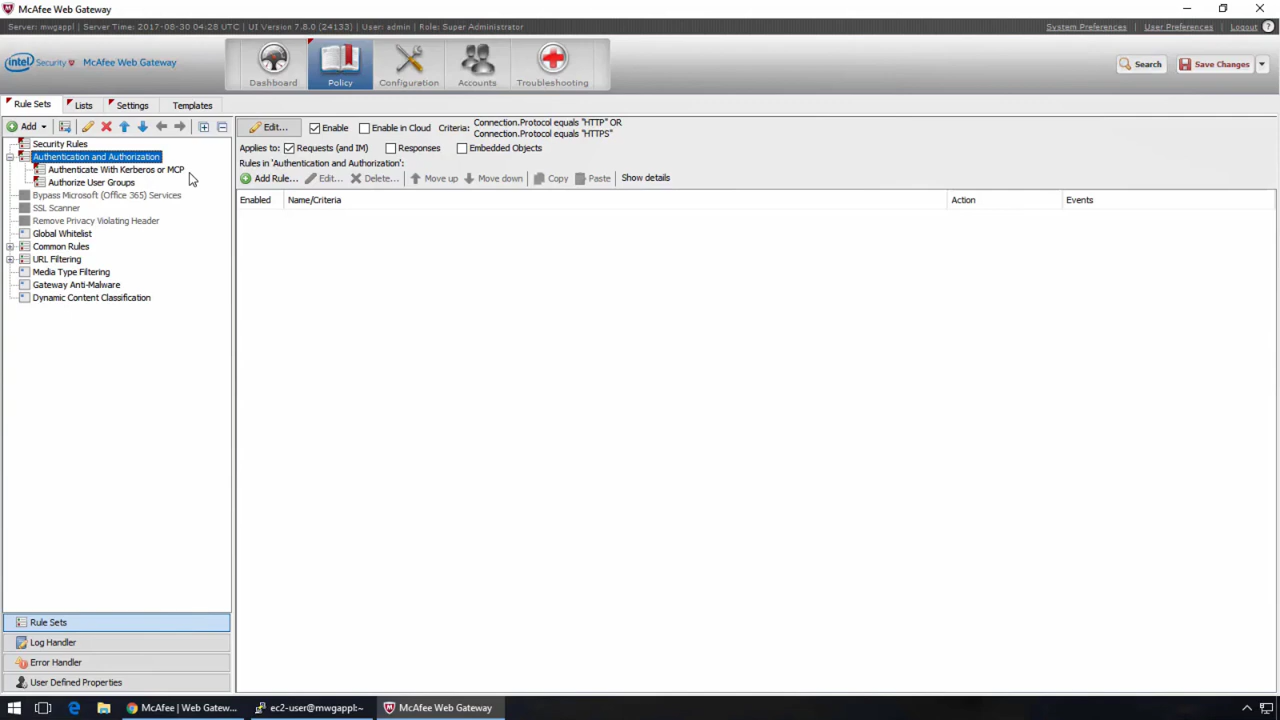 McAfee Web Gateway
Server: mwgappl | Server Time: 2017-08-30 04:28 UTC | UI Version 7.8.0 (24133) | User: admin | Role: Super Administrator
System Preferences | User Preferences | Logout ?
intel Security McAfee Web Gateway
Dashboard Policy Configuration Accounts Troubleshooting
Search Save Changes
Rule Sets Lists Settings Templates
Add
Edit... Enable Enable in Cloud Criteria: Connection.Protocol equals "HTTP" OR
Connection.Protocol equals "HTTPS"
Applies to: Requests (and IM) Responses Embedded Objects
Rules in 'Authentication and Authorization':
Add Rule... Edit... Delete... Move up Move down Copy Paste Show details
Enabled Name/Criteria Action Events
Security Rules
Authentication and Authorization
Authenticate With Kerberos or MCP
Authorize User Groups
Bypass Microsoft (Office 365) Services
SSL Scanner
Remove Privacy Violating Header
Global Whitelist
Common Rules
URL Filtering
Media Type Filtering
Gateway Anti-Malware
Dynamic Content Classification
Rule Sets
Log Handler
Error Handler
User Defined Properties
McAfee | Web Gatew... ec2-user@mwgappl:~ McAfee Web Gateway